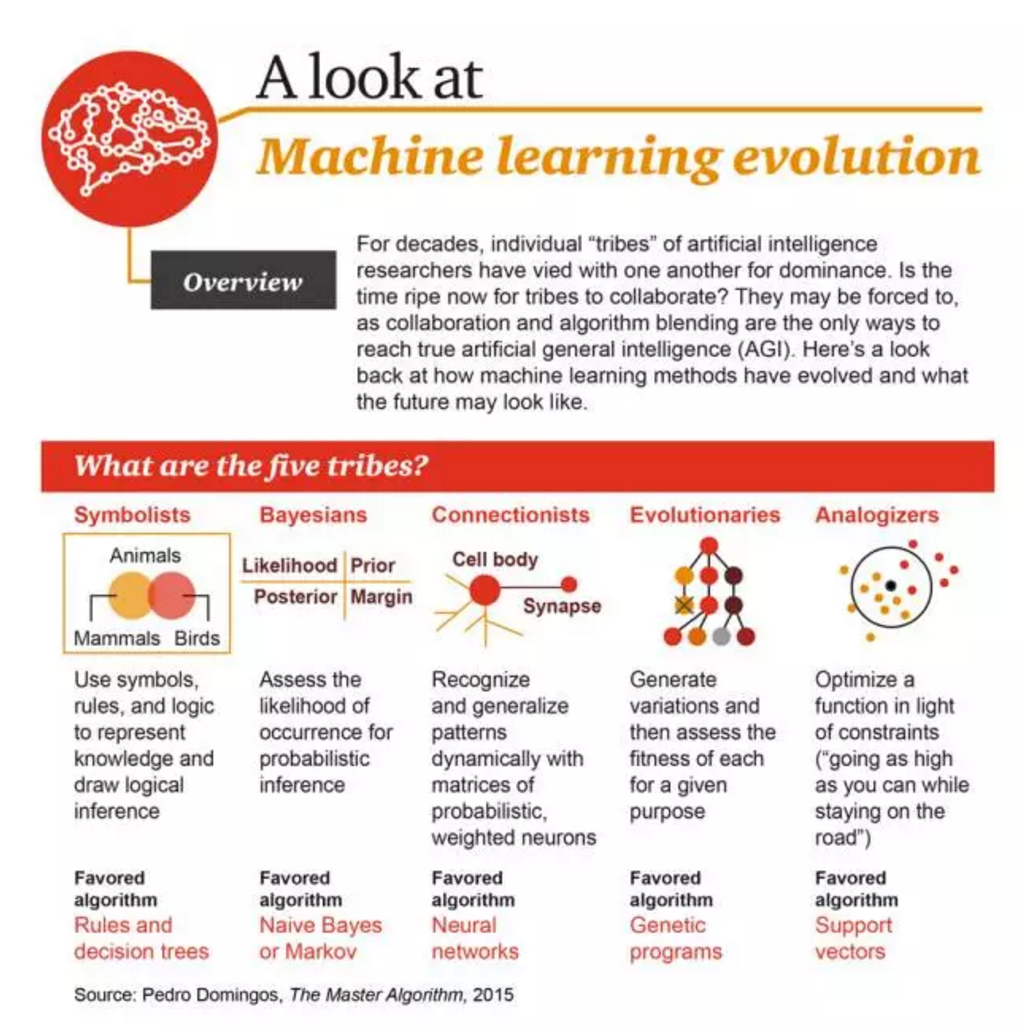 A look at
Machine learning evolution
Overview
For decades, individual “tribes” of artificial intelligence
researchers have vied with one another for dominance. Is the
time ripe now for tribes to collaborate? They may be forced to,
as collaboration and algorithm blending are the only ways to
reach true artificial general intelligence (AGI). Here’s a look
back at how machine learning methods have evolved and what
the future may look like.
What are the five tribes?
Symbolists
Animals
Mammals Birds
Use symbols,
rules, and logic
to represent
knowledge and
draw logical
inference
Favored
algorithm
Rules and
decision trees
Bayesians
Likelihood Prior
Posterior Margin
Assess the
likelihood of
occurrence for
probabilistic
inference
Favored
algorithm
Naive Bayes
or Markov
Connectionists
Cell body
Synapse
Recognize
and generalize
patterns
dynamically with
matrices of
probabilistic,
weighted neurons
Favored
algorithm
Neural
networks
Evolutionaries
Generate
variations and
then assess the
fitness of each
for a given
purpose
Favored
algorithm
Genetic
programs
Analogizers
Optimize a
function in light
of constraints
(“going as high
as you can while
staying on the
road”)
Favored
algorithm
Support
vectors
Source: Pedro Domingos, The Master Algorithm, 2015